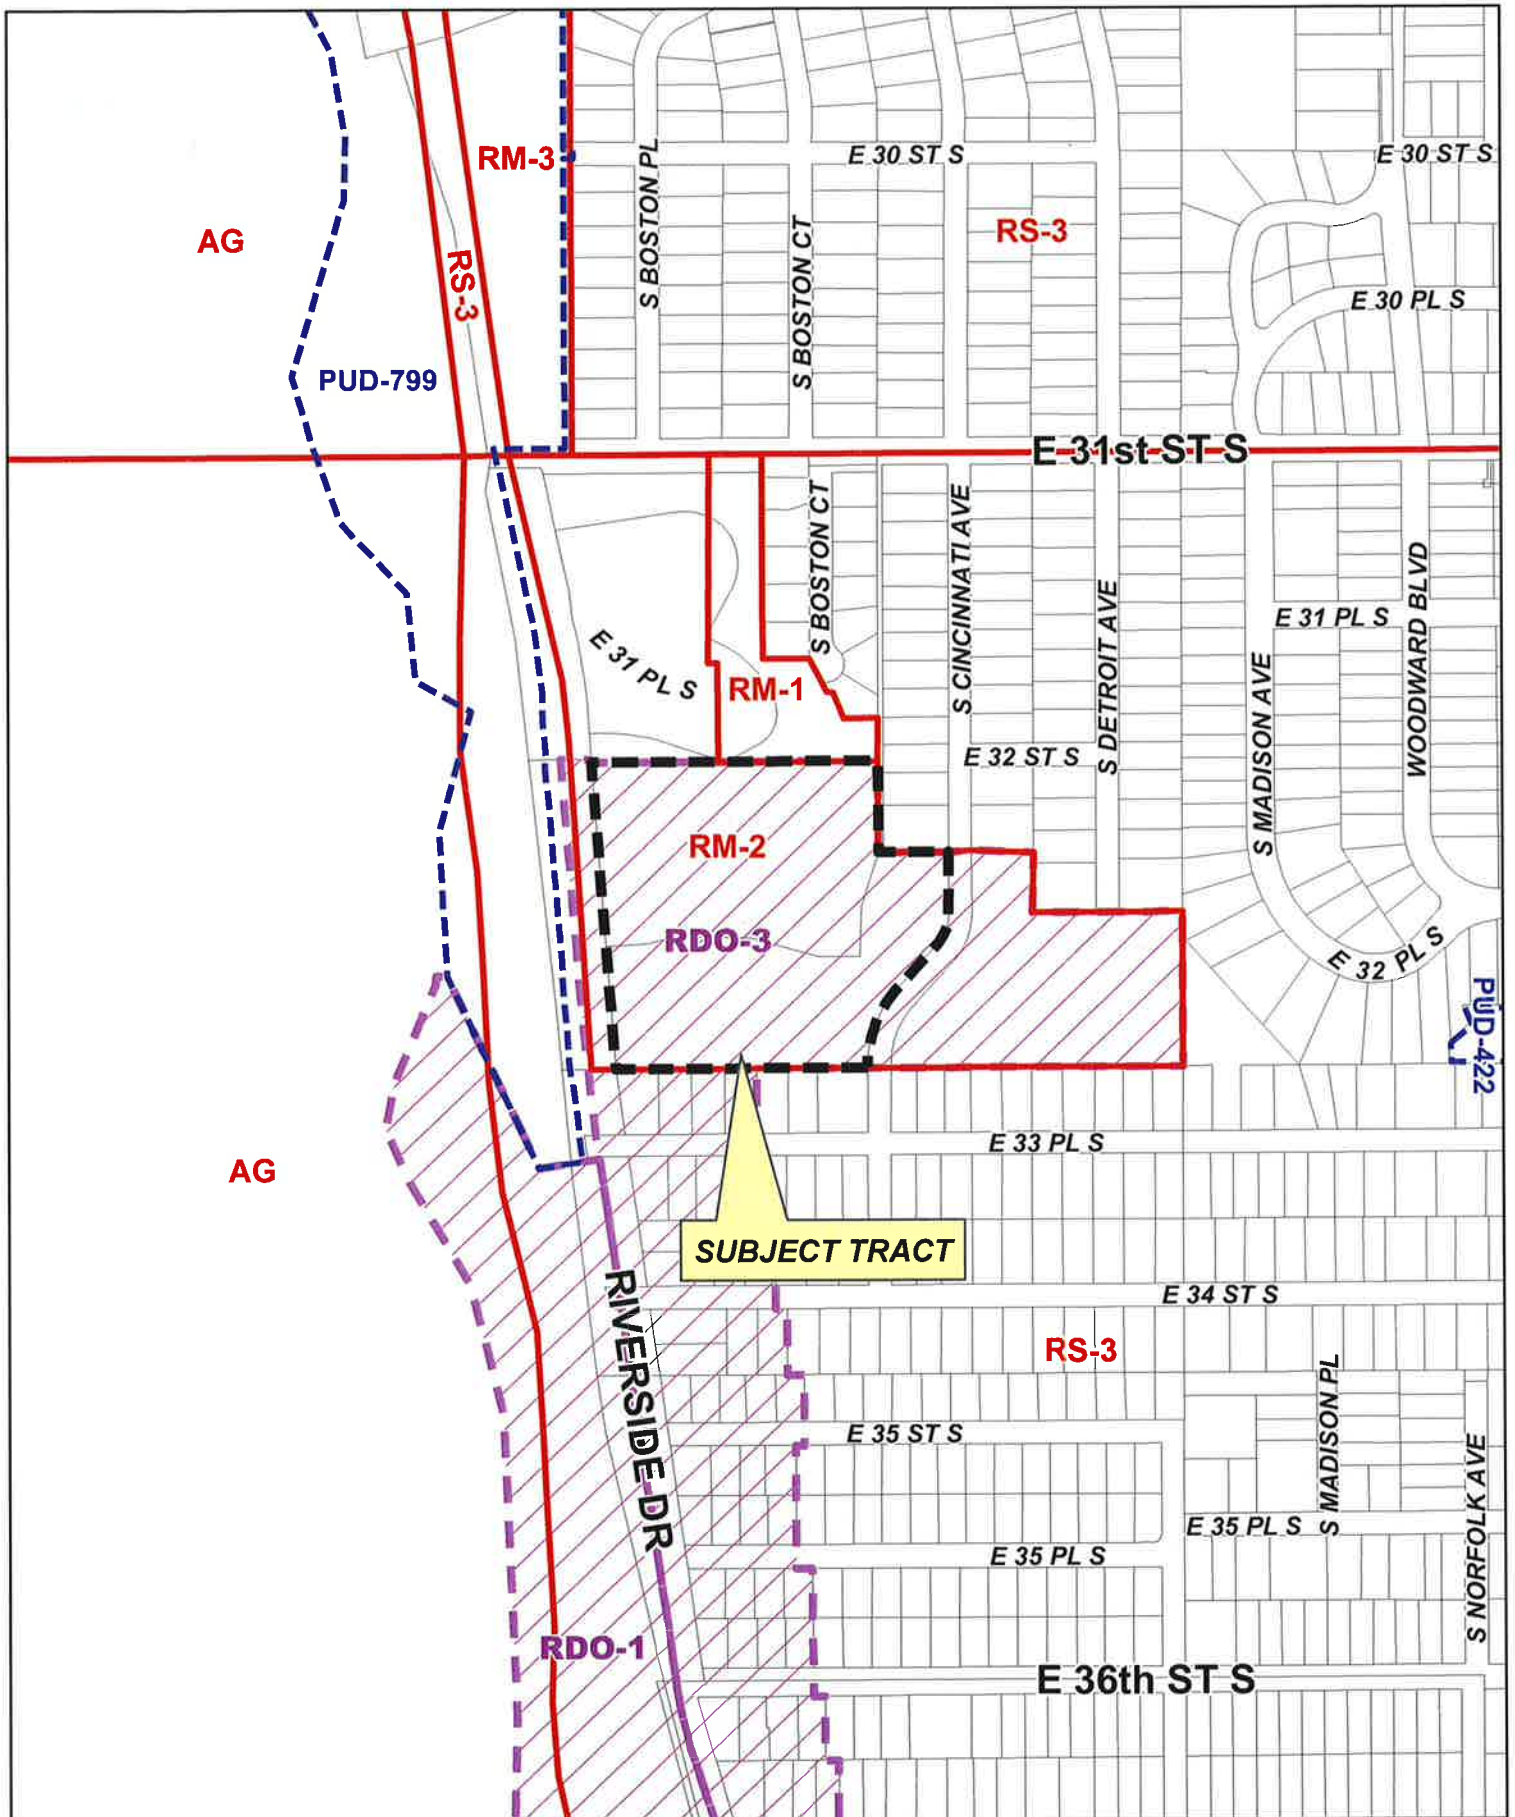 S BOSTON PL
E 30 ST S
E 30 ST S
RM-3
S BOSTON CT
RS-3
AG
RS-3
E 30 PL S
PUD-799
E 31st ST S
S BOSTON CT
S CINCINNATI AVE
S DETROIT AVE
WOODWARD BLVD
E 31 PL S
E 31 PL S
S MADISON AVE
RM-1
E 32 ST S
RM-2
RDO-3
E 32 PL S
PUD-422
E 33 PL S
AG
SUBJECT TRACT
E 34 ST S
RIVERSIDE DR
RS-3
S MADISON PL
E 35 ST S
S NORFOLK AVE
E 35 PL S
E 35 PL S
RDO-1
E 36th ST S